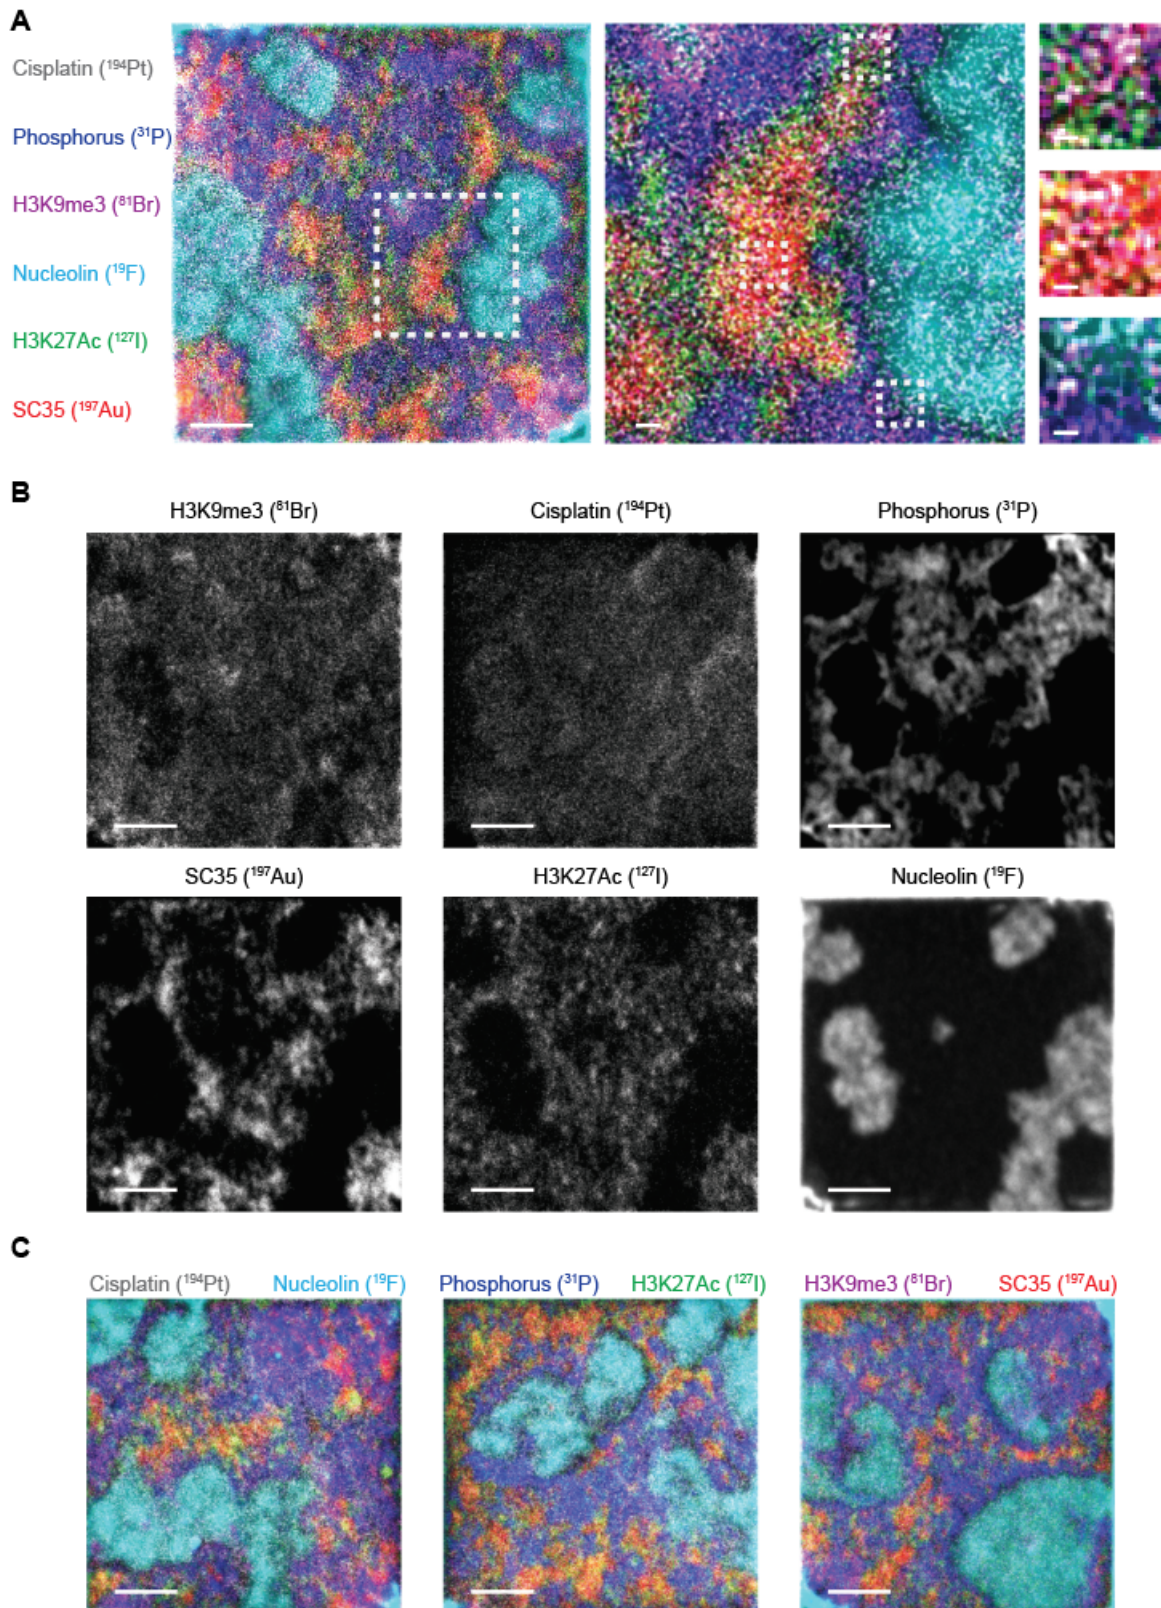 A
Cisplatin (¹⁹⁴Pt)
Phosphorus (³¹P)
H3K9me3 (⁸¹Br)
Nucleolin (¹⁹F)
H3K27Ac (¹²⁷I)
SC35 (¹⁹⁷Au)
B
H3K9me3 (⁸¹Br) Cisplatin (¹⁹⁴Pt) Phosphorus (³¹P)
SC35 (¹⁹⁷Au) H3K27Ac (¹²⁷I) Nucleolin (¹⁹F)
C
Cisplatin (¹⁹⁴Pt) Nucleolin (¹⁹F) Phosphorus (³¹P) H3K27Ac (¹²⁷I) H3K9me3 (⁸¹Br) SC35 (¹⁹⁷Au)